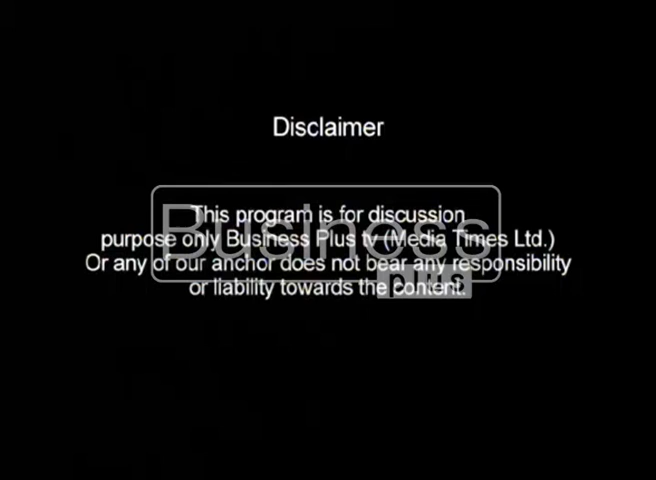 Disclaimer
This program is for discussion
purpose only Business Plus tv (Media Times Ltd.)
Or any of our anchor does not bear any responsibility
or liability towards the content.
Business
plus